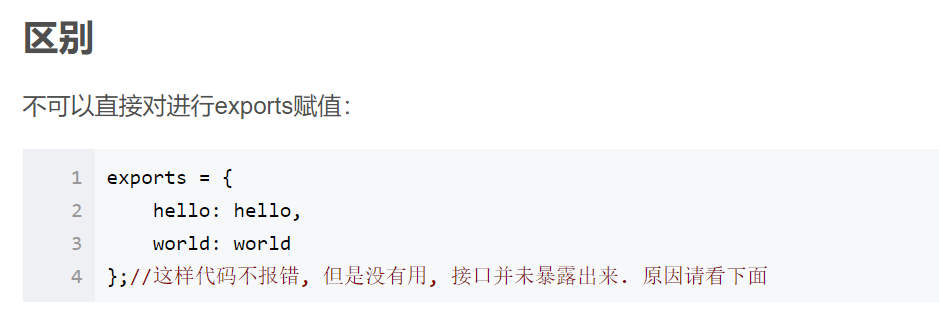 区别
不可以直接对进行exports赋值：
1 exports = {
2     hello: hello,
3     world: world
4 };//这样代码不报错, 但是没有用, 接口并未暴露出来. 原因请看下面